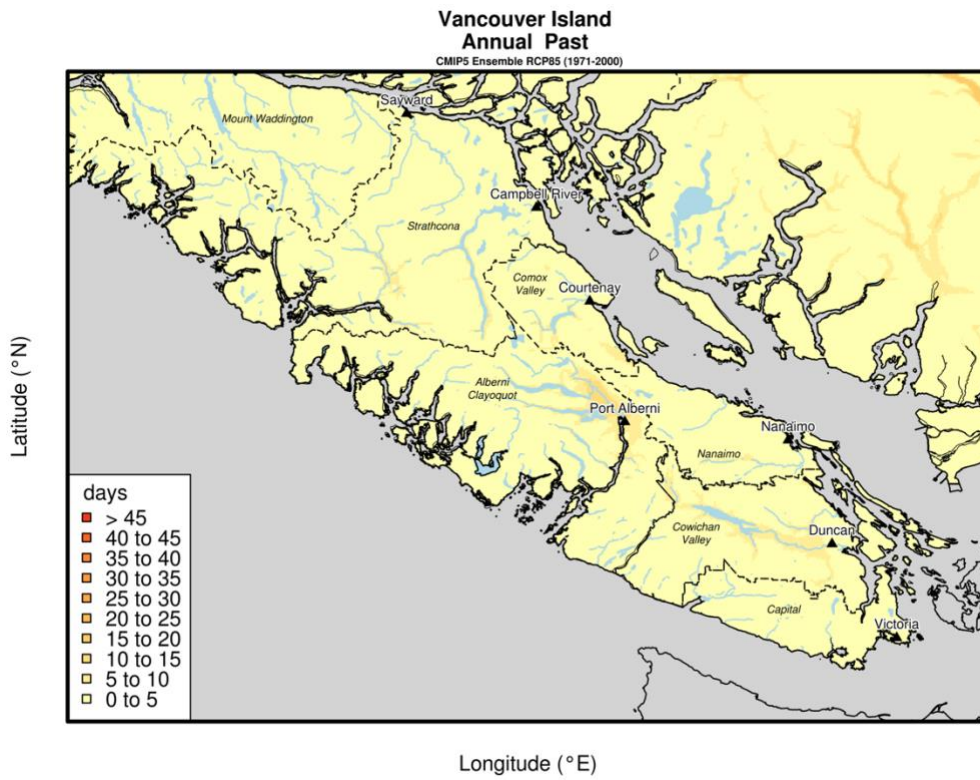 Vancouver Island
Annual Past
CMIP5 Ensemble RCP85 (1971-2000)
Sayward
Mount Waddington
Campbell River
Strathcona
Comox
Valley
Courtenay
Latitude (°N)
Alberni
Clayoquot
Port Alberni
Nanaimo
Nanaimo
days
> 45
40 to 45
35 to 40
30 to 35
25 to 30
20 to 25
15 to 20
10 to 15
5 to 10
0 to 5
Cowichan
Valley
Duncan
Capital
Victoria
Longitude (°E)